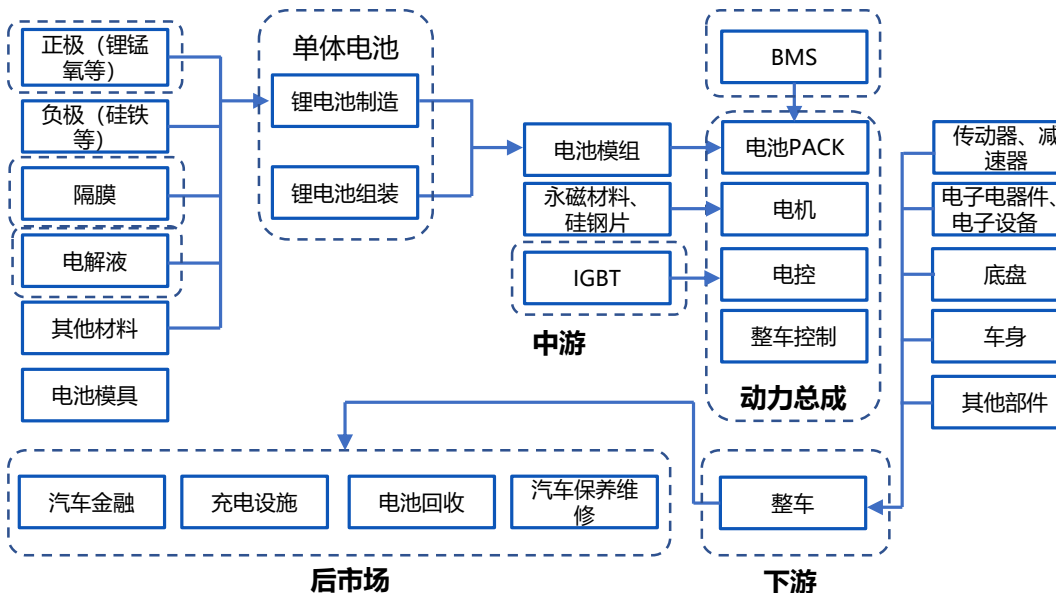 正极（锂锰
氧等）
负极（硅铁
等）
隔膜
电解液
其他材料
电池模具
单体电池
锂电池制造
锂电池组装
电池模组
永磁材料、
硅钢片
IGBT
中游
BMS
电池PACK
电机
电控
整车控制
动力总成
传动器、减
速器
电子电器件、
电子设备
底盘
车身
其他部件
汽车金融
充电设施
电池回收
汽车保养维
修
后市场
整车
下游